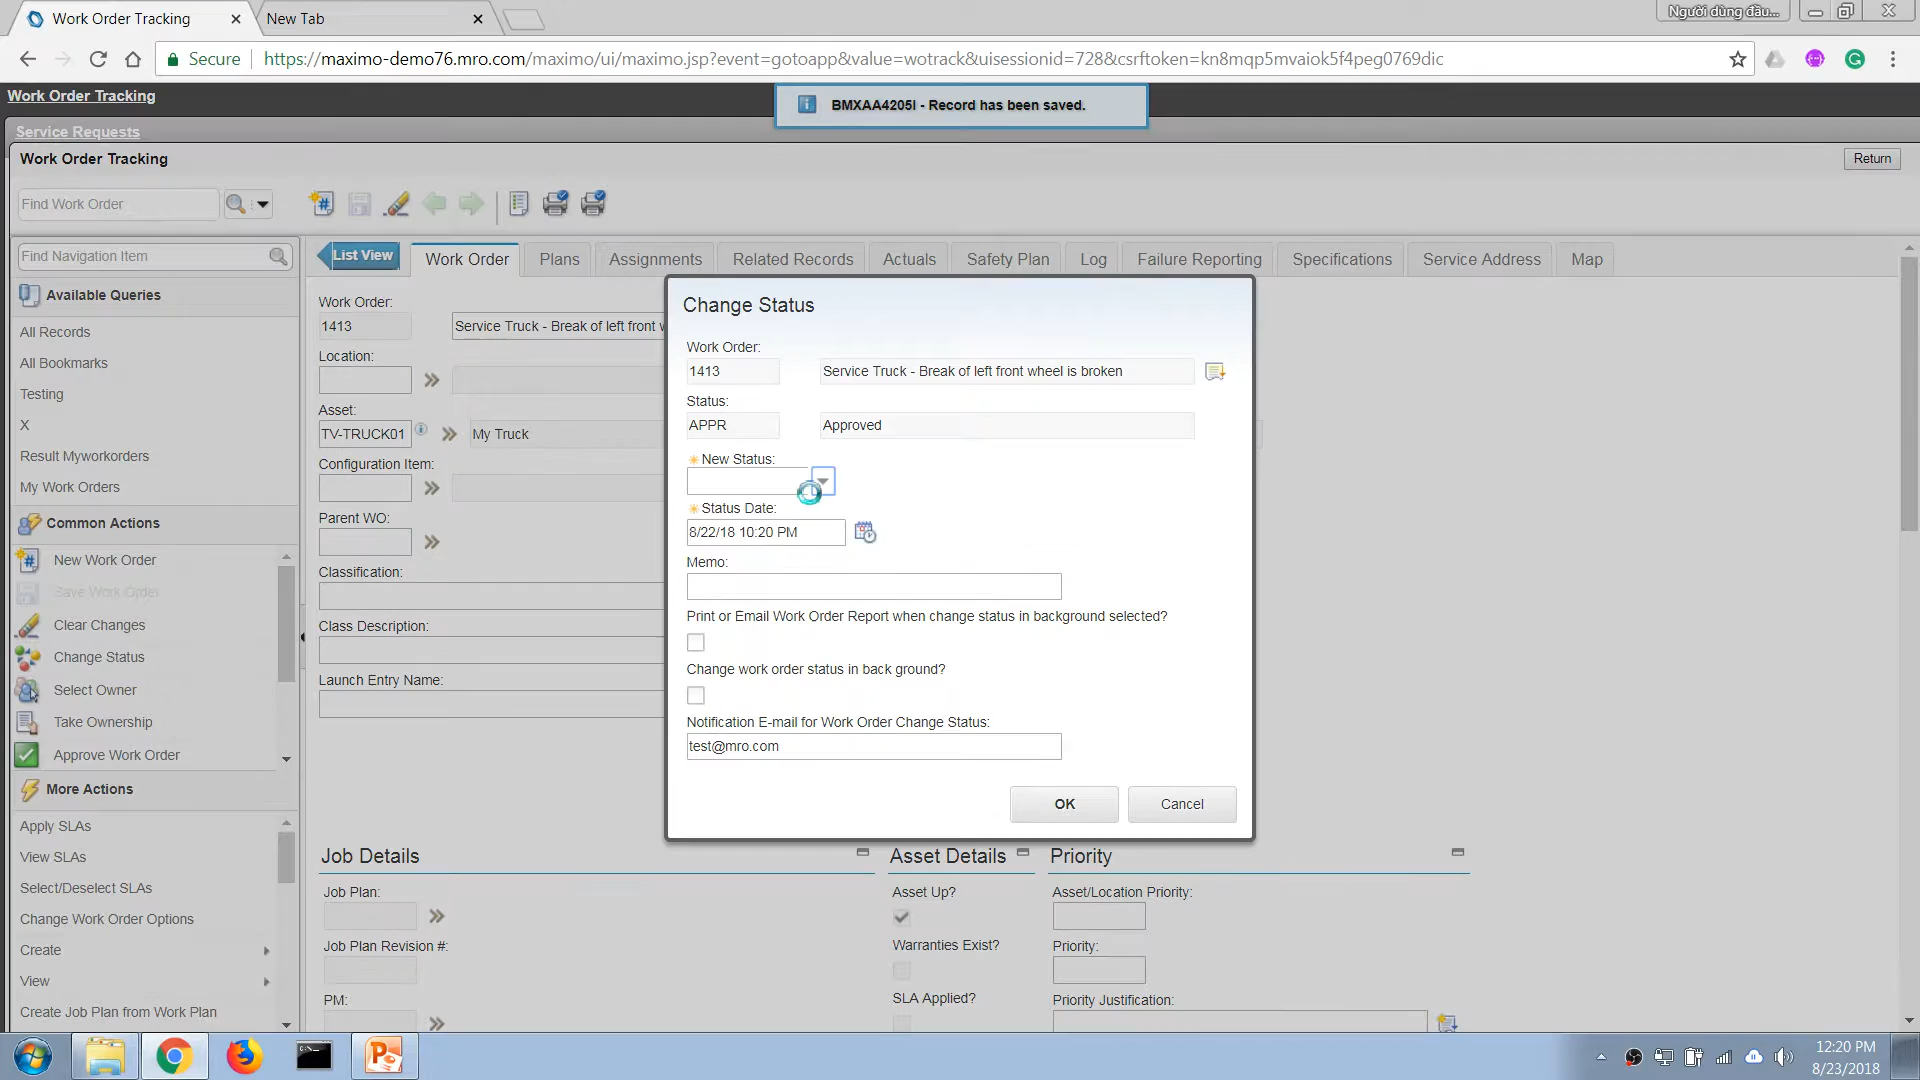 Work Order Tracking
New Tab
Người dùng đầu...
Secure
https://maximo-demo76.mro.com/maximo/ui/maximo.jsp?event=gotoapp&value=wotrack&uisessionid=728&csrftoken=kn8mqp5mvaiok5f4peg0769dic
Work Order Tracking
BMXAA4205I - Record has been saved.
Service Requests
Work Order Tracking
Return
Find Work Order
Find Navigation Item
List View
Work Order
Plans
Assignments
Related Records
Actuals
Safety Plan
Log
Failure Reporting
Specifications
Service Address
Map
Available Queries
All Records
All Bookmarks
Testing
X
Result Myworkorders
My Work Orders
Common Actions
New Work Order
Save Work Order
Clear Changes
Change Status
Select Owner
Take Ownership
Approve Work Order
More Actions
Apply SLAs
View SLAs
Select/Deselect SLAs
Change Work Order Options
Create
View
Create Job Plan from Work Plan
Work Order:
1413
Service Truck - Break of left front w
Location:
Asset:
TV-TRUCK01
My Truck
Configuration Item:
Parent WO:
Classification:
Class Description:
Launch Entry Name:
Change Status
Work Order:
1413
Service Truck - Break of left front wheel is broken
Status:
APPR
Approved
New Status:
Status Date:
8/22/18 10:20 PM
Memo:
Print or Email Work Order Report when change status in background selected?
Change work order status in back ground?
Notification E-mail for Work Order Change Status:
test@mro.com
OK
Cancel
Job Details
Job Plan:
Job Plan Revision #:
PM:
Asset Details
Asset Up?
Warranties Exist?
SLA Applied?
Priority
Asset/Location Priority:
Priority:
Priority Justification:
12:20 PM
8/23/2018